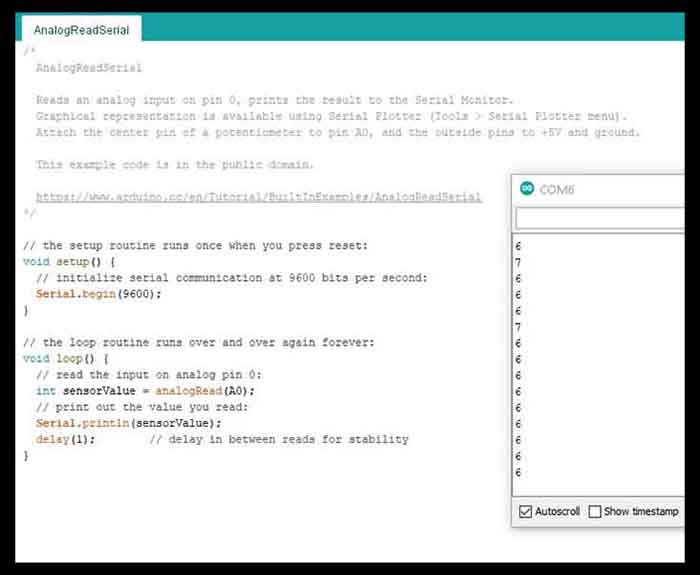 AnalogReadSerial
/*
AnalogReadSerial
Reads an analog input on pin 0, prints the result to the Serial Monitor.
Graphical representation is available using Serial Plotter (Tools > Serial Plotter menu).
Attach the center pin of a potentiometer to pin A0, and the outside pins to +5V and ground.
This example code is in the public domain.
https://www.arduino.cc/en/Tutorial/BuiltInExamples/AnalogReadSerial
*/
// the setup routine runs once when you press reset:
void setup() {
// initialize serial communication at 9600 bits per second:
Serial.begin(9600);
}
// the loop routine runs over and over again forever:
void loop() {
// read the input on analog pin 0:
int sensorValue = analogRead(A0);
// print out the value you read:
Serial.println(sensorValue);
delay(1);        // delay in between reads for stability
}
COM6
6
7
6
6
6
7
6
6
6
6
6
6
6
6
6
Autoscroll Show timestamp